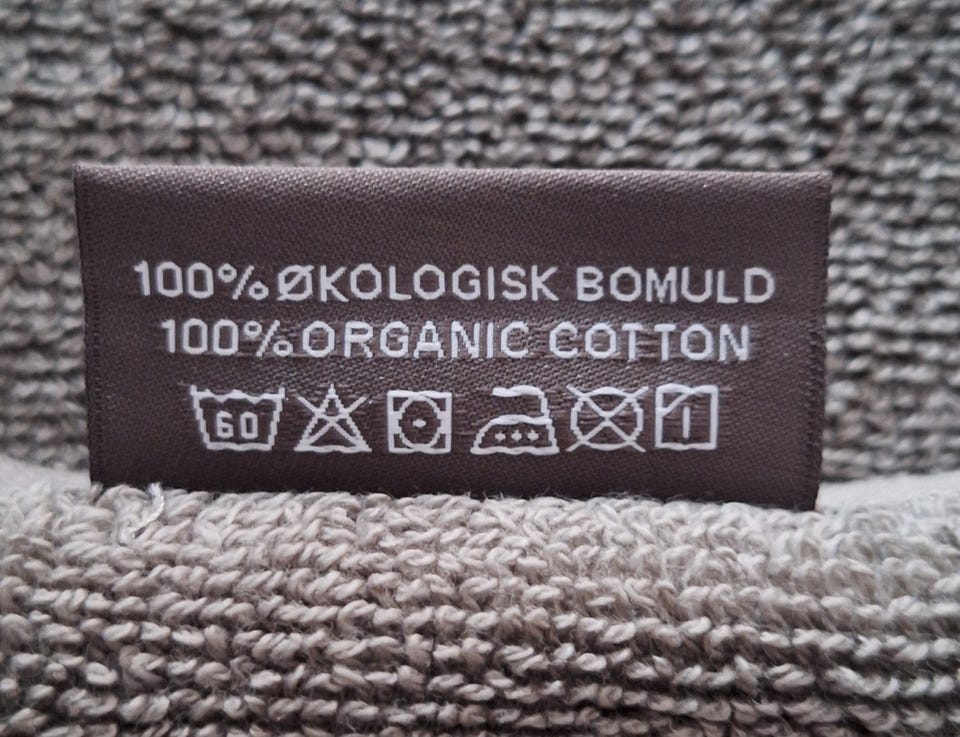 100% ØKOLOGISK BOMULD
100% ORGANIC COTTON
60